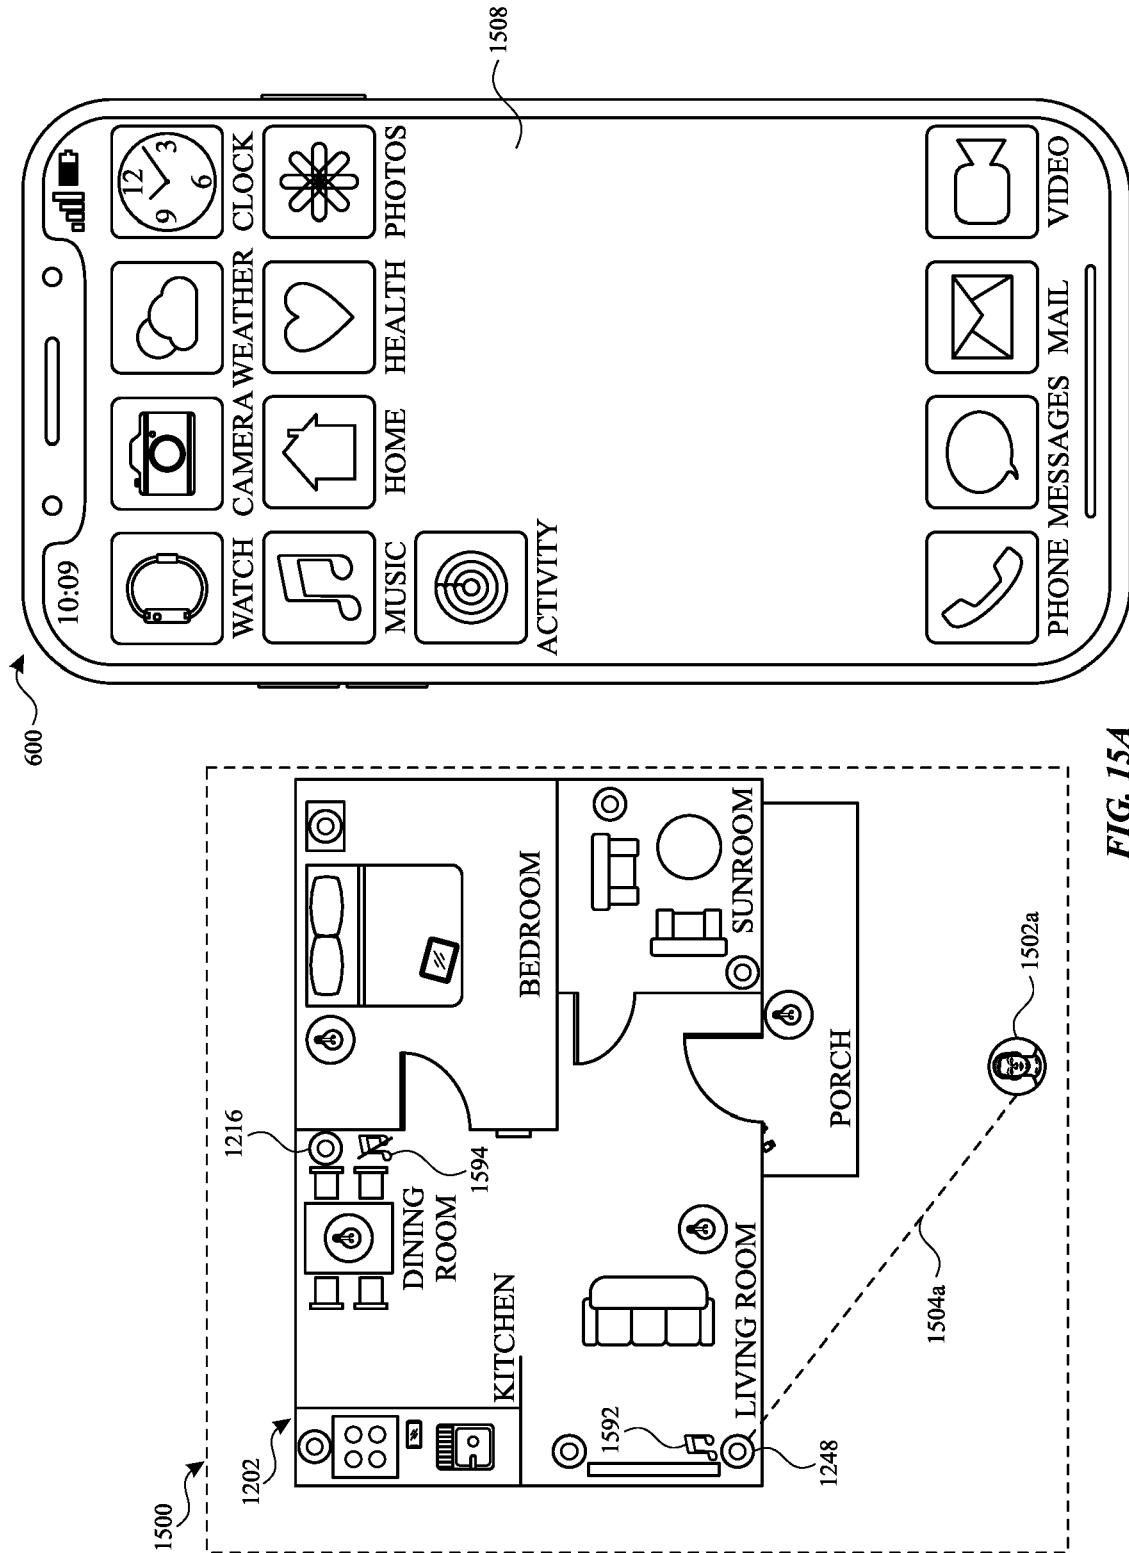 600
10:09
12
3
6
9
WATCH
CAMERA
WEATHER
CLOCK
MUSIC
HOME
HEALTH
PHOTOS
ACTIVITY
1508
PHONE
MESSAGES
MAIL
VIDEO
1500
1202
1216
1594
DINING
ROOM
KITCHEN
BEDROOM
1592
LIVING ROOM
SUNROOM
1248
PORCH
1504a
1502a
FIG. 15A